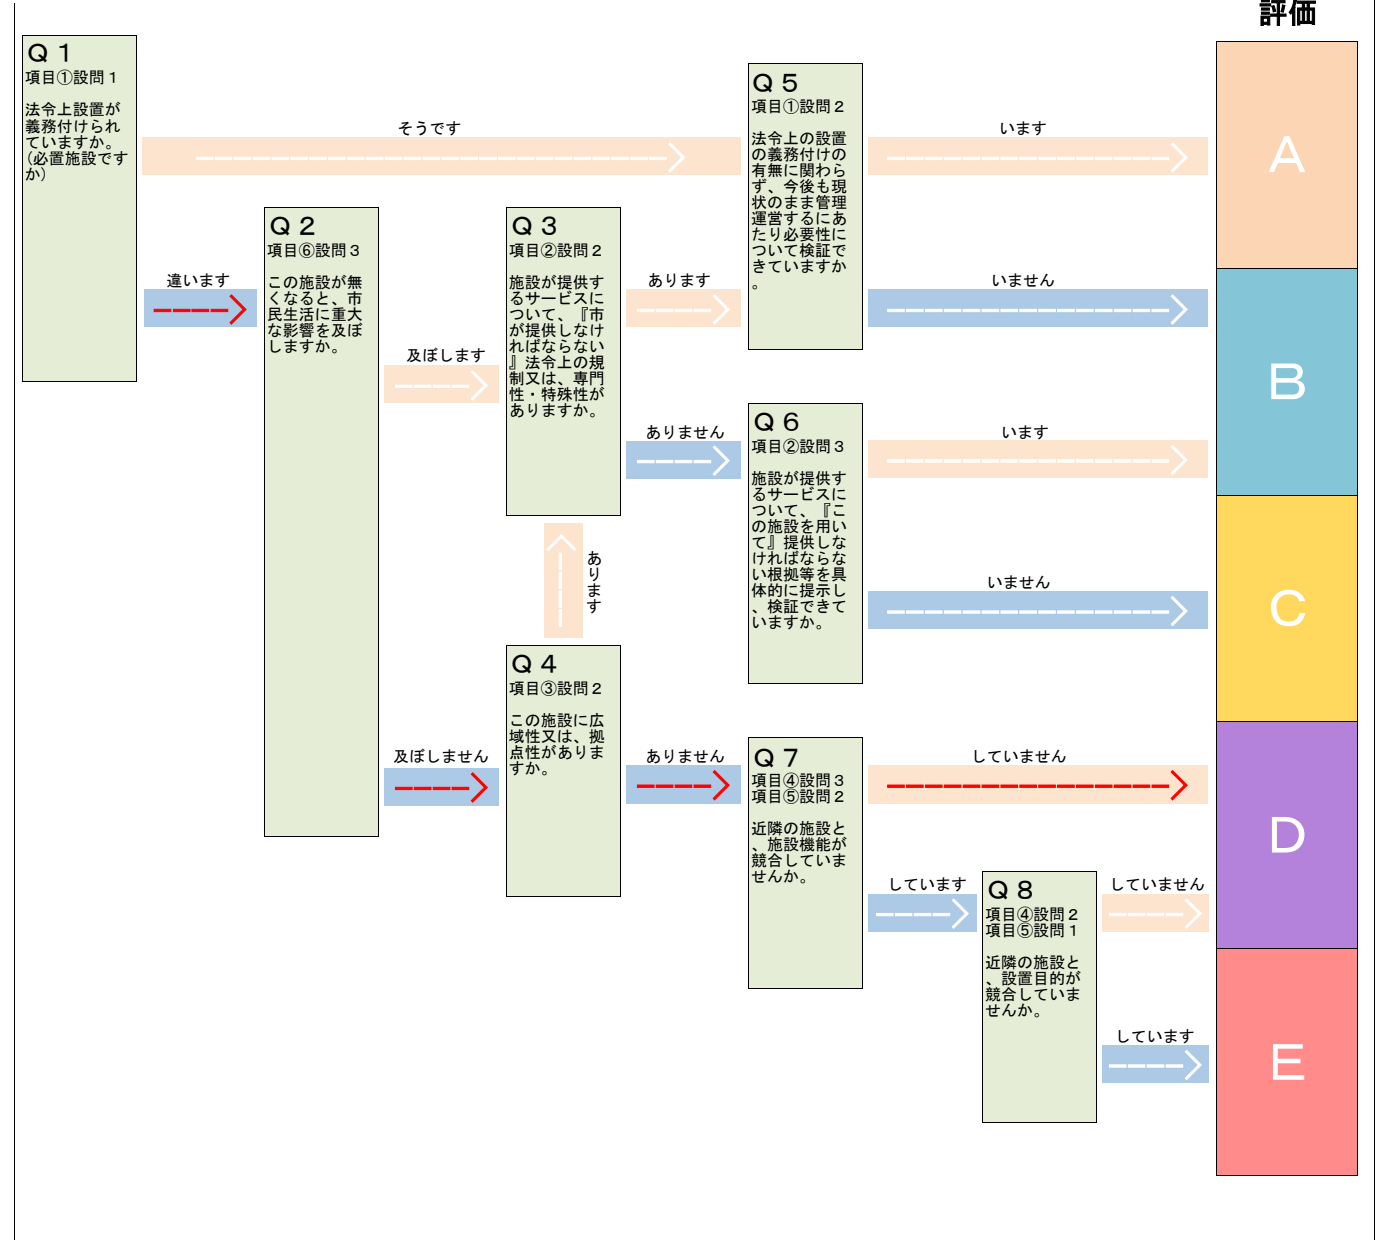 評価
Ｑ１
項目①設問１
法令上設置が
義務付けられ
ていますか。
（必置施設です
か）
そうです
違います
Ｑ２
項目⑥設問３
この施設が無
くなると、市
民生活に重大
な影響を及ぼ
しますか。
及ぼします
及ぼしません
Ｑ３
項目②設問２
施設が提供す
るサービスに
ついて、『市
が提供しなけ
ればならない
』法令上の規
制又は、専門
性・特殊性が
ありますか。
あります
ありません
あります
Ｑ４
項目③設問２
この施設に広
域性又は、拠
点性がありま
すか。
ありません
Ｑ５
項目①設問２
法令上の設置
の義務付けの
有無に関わら
ず、今後も現
状のまま管理
運営するにあ
たり必要性に
ついて検証で
きていますか
。
います
いません
Ｑ６
項目②設問３
施設が提供す
るサービスに
ついて、『こ
の施設を用い
て』提供しな
ければならな
い根拠等を具
体的に提示し
、検証できて
いますか。
います
いません
Ｑ７
項目④設問３
項目⑤設問２
近隣の施設と
、施設機能が
競合していま
せんか。
していません
しています
Ｑ８
項目④設問２
項目⑤設問１
近隣の施設と
、設置目的が
競合していま
せんか。
していません
しています
Ａ
Ｂ
Ｃ
Ｄ
Ｅ